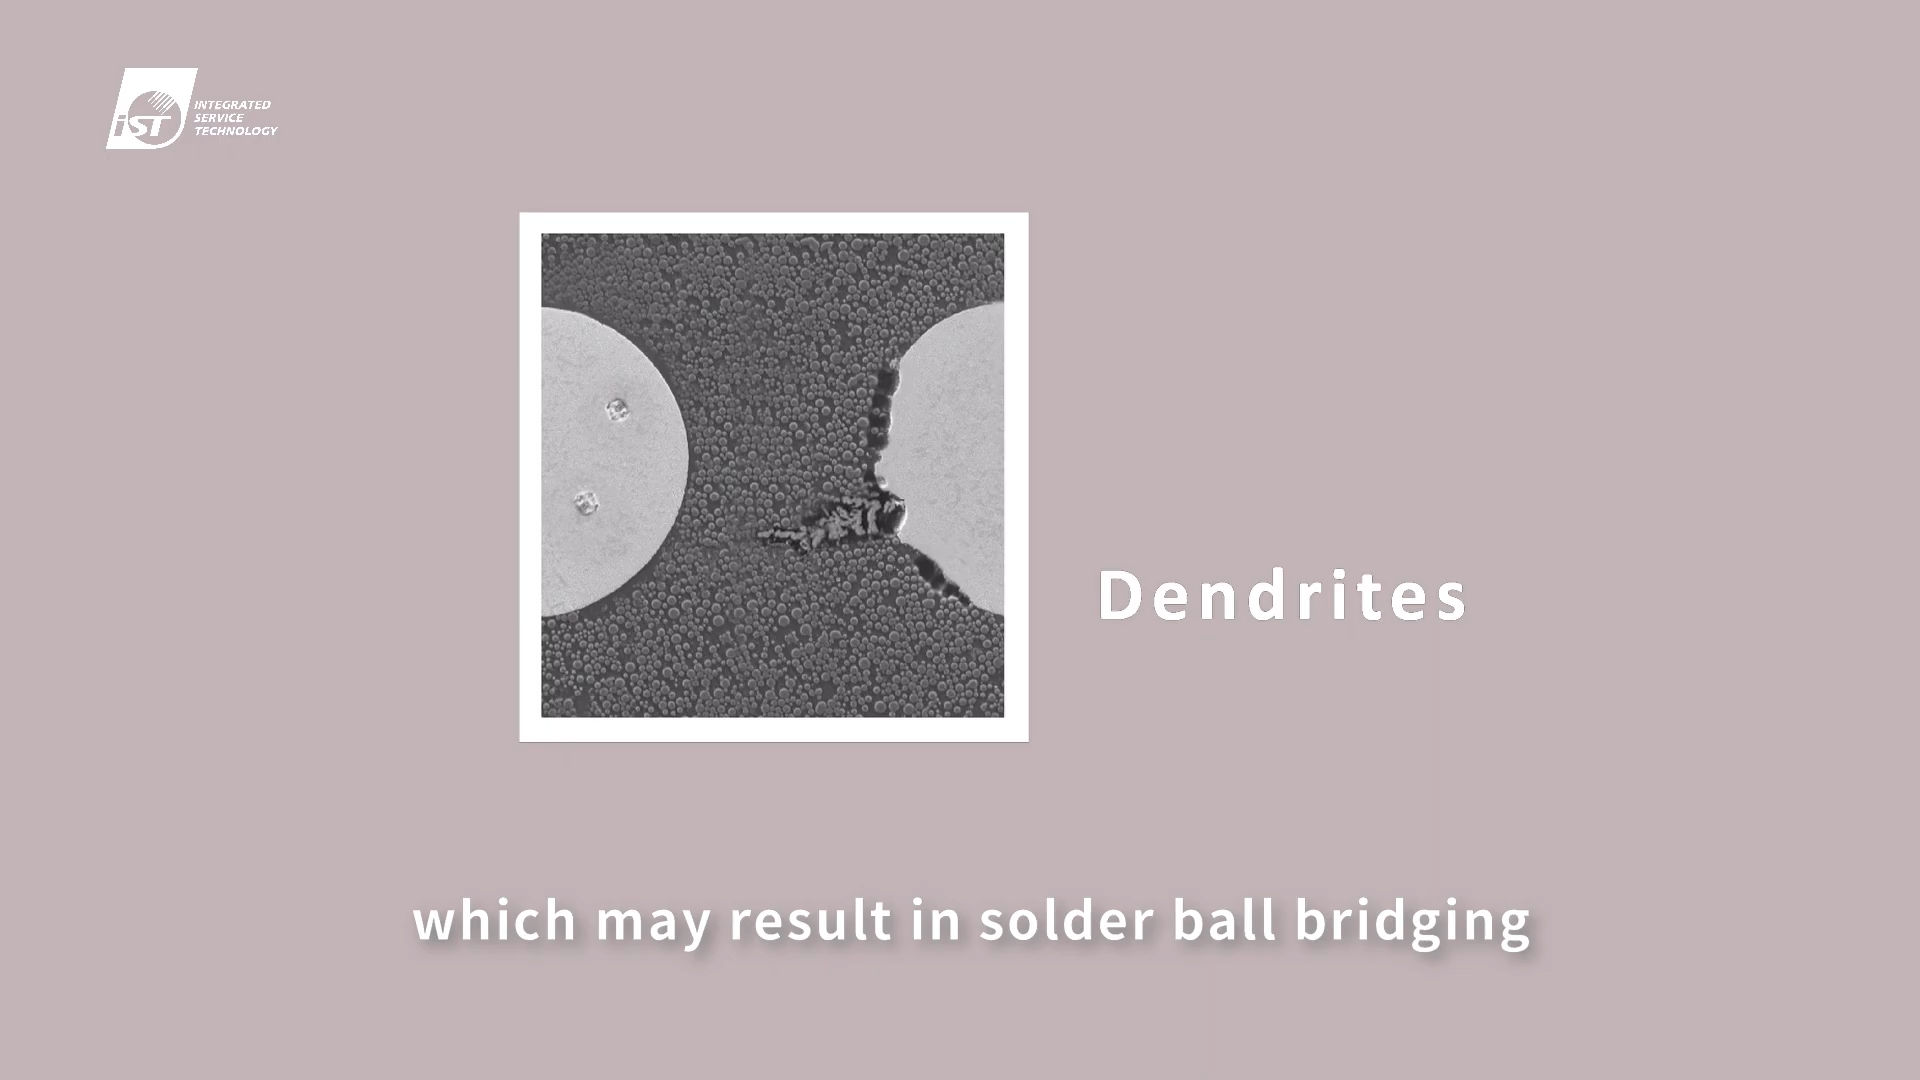 iST
INTEGRATED
SERVICE
TECHNOLOGY
Dendrites
which may result in solder ball bridging